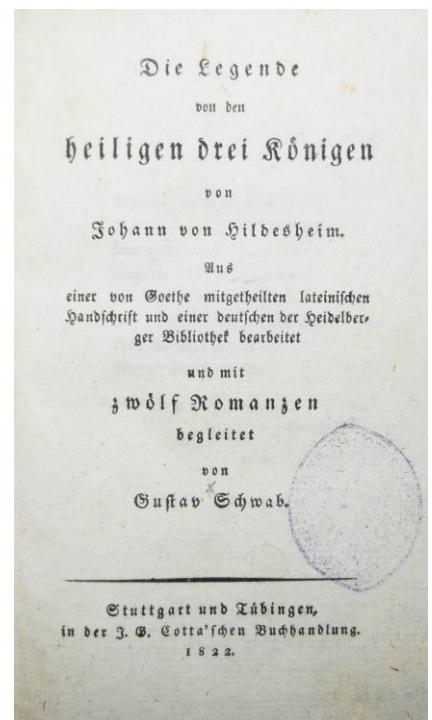 Die Legende
von den
heiligen drei Königen
von
Johann von Hildesheim.
Aus
einer von Goethe mitgetheilten lateinischen
Handschrift und einer deutschen der Heidelber-
ger Bibliothek bearbeitet
und mit
zwölf Romanzen
begleitet
von
Gustav Schwab.
Stuttgart und Tübingen,
in der J. G. Cotta'schen Buchhandlung.
1822.